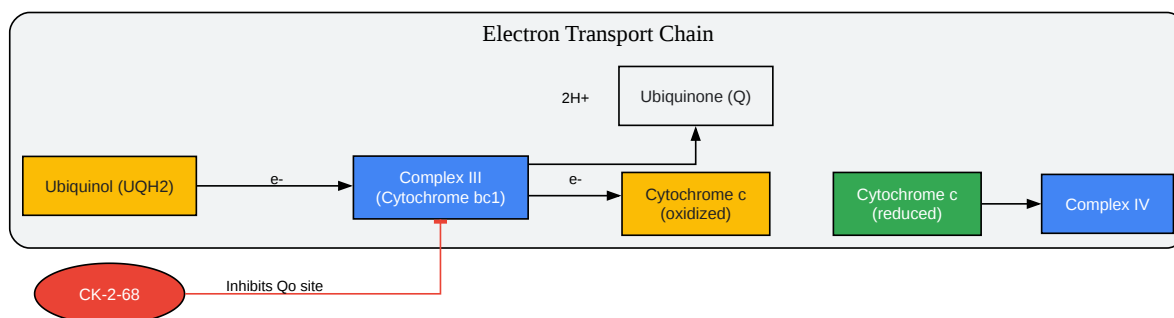 Electron Transport Chain
2H+
Ubiquinone (Q)
Ubiquinol (UQH2)
e-
Complex III
(Cytochrome bc1)
e-
Cytochrome c
(oxidized)
Cytochrome c
(reduced)
Complex IV
CK-2-68
Inhibits Qo site